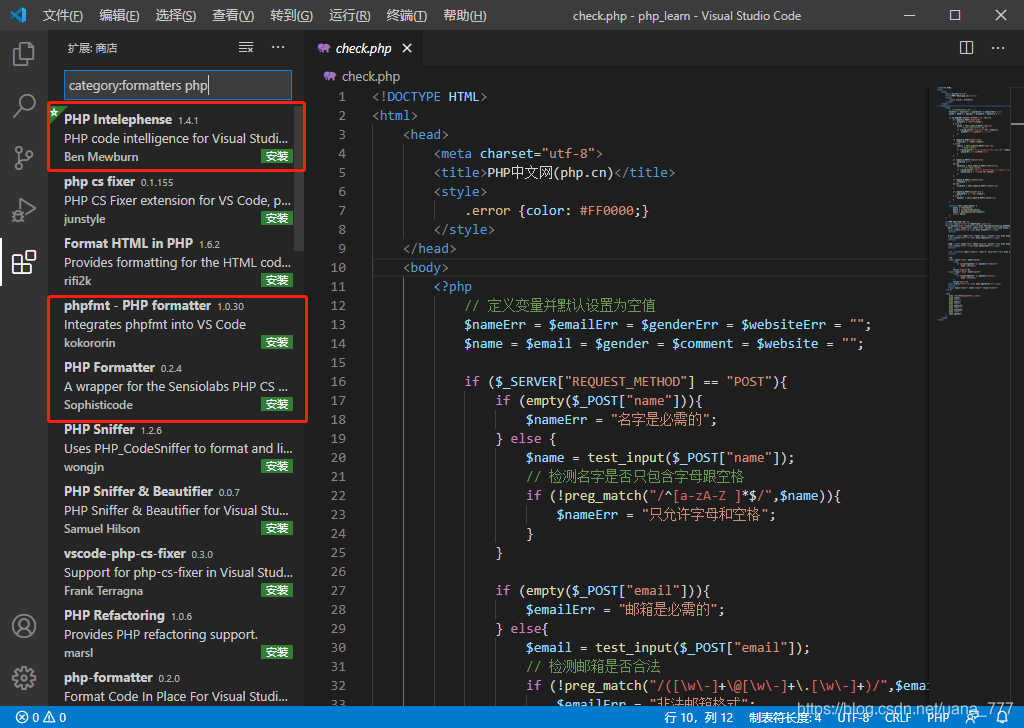 文件(F) 编辑(E) 选择(S) 查看(V) 转到(G) 运行(R) 终端(T) 帮助(H) check.php - php_learn - Visual Studio Code
扩展: 商店
category:formatters php
PHP Intelephense 1.4.1
PHP code intelligence for Visual Studi...
Ben Mewburn 安装
php cs fixer 0.1.155
PHP CS Fixer extension for VS Code, p...
junstyle 安装
Format HTML in PHP 1.6.2
Provides formatting for the HTML cod...
rifi2k 安装
phpfmt - PHP formatter 1.0.30
Integrates phpfmt into VS Code
kokororin 安装
PHP Formatter 0.2.4
A wrapper for the Sensiolabs PHP CS ...
Sophisticode 安装
PHP Sniffer 1.2.6
Uses PHP_CodeSniffer to format and li...
wongjn 安装
PHP Sniffer & Beautifier 0.0.7
PHP Sniffer & Beautifier for Visual Stu...
Samuel Hilson 安装
vscode-php-cs-fixer 0.3.0
Support for php-cs-fixer in Visual Stud...
Frank Terragna 安装
PHP Refactoring 1.0.6
Provides PHP refactoring support.
marsl 安装
php-formatter 0.2.0
Format Code In Place For Visual Studi...
check.php
check.php
1 <!DOCTYPE HTML>
2 <html>
3 <head>
4 <meta charset="utf-8">
5 <title>PHP中文网(php.cn)</title>
6 <style>
7 .error {color: #FF0000;}
8 </style>
9 </head>
10 <body>
11 <?php
12 // 定义变量并默认设置为空值
13 $nameErr = $emailErr = $genderErr = $websiteErr = "";
14 $name = $email = $gender = $comment = $website = "";
15
16 if ($_SERVER["REQUEST_METHOD"] == "POST"){
17 if (empty($_POST["name"])){
18 $nameErr = "名字是必需的";
19 } else {
20 $name = test_input($_POST["name"]);
21 // 检测名字是否只包含字母跟空格
22 if (!preg_match("/^[a-zA-Z ]*$/",$name)){
23 $nameErr = "只允许字母和空格";
24 }
25 }
26
27 if (empty($_POST["email"])){
28 $emailErr = "邮箱是必需的";
29 } else{
30 $email = test_input($_POST["email"]);
31 // 检测邮箱是否合法
32 if (!preg_match("/([\w\-]+\@[\w\-]+\.[\w\-]+)/",$ema
33 $emailErr = "非法邮箱格式";
0 0 行 10，列 12 制表符长度: 4 UTF-8 CRLF PHP
https://blog.csdn.net/yana_777